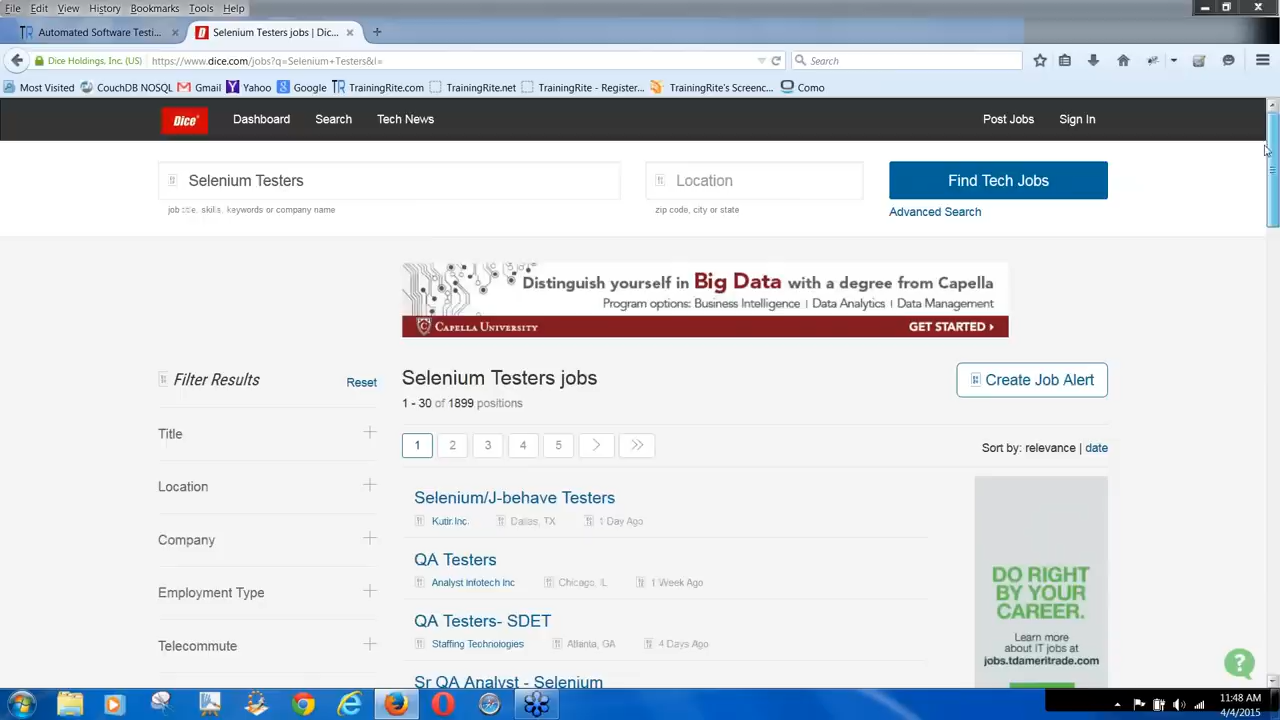 File Edit View History Bookmarks Tools Help
Automated Software Testi...
Selenium Testers jobs | Dic...
Dice Holdings, Inc. (US) https://www.dice.com/jobs?q=Selenium+Testers&l=
Search
Most Visited CouchDB NOSQL Gmail Yahoo Google TrainingRite.com TrainingRite.net TrainingRite - Register... TrainingRite's Screenc... Como
Dice Dashboard Search Tech News Post Jobs Sign In
Selenium Testers Location Find Tech Jobs
job title, skills, keywords or company name zip code, city or state Advanced Search
Distinguish yourself in Big Data with a degree from Capella
Program options: Business Intelligence | Data Analytics | Data Management
CAPELLA UNIVERSITY GET STARTED
Filter Results Reset
Selenium Testers jobs
Create Job Alert
1 - 30 of 1899 positions
Title
1 2 3 4 5
Sort by: relevance | date
Location
Selenium/J-behave Testers
Kutir Inc. Dallas, TX 1 Day Ago
Company
QA Testers
Analyst infotech Inc Chicago, IL 1 Week Ago
Employment Type
QA Testers- SDET
Staffing Technologies Atlanta, GA 4 Days Ago
Telecommute
Sr QA Analyst - Selenium
DO RIGHT
BY YOUR
CAREER.
Learn more
about IT jobs at
jobs.tdameritrade.com
?
11:48 AM
4/4/2015